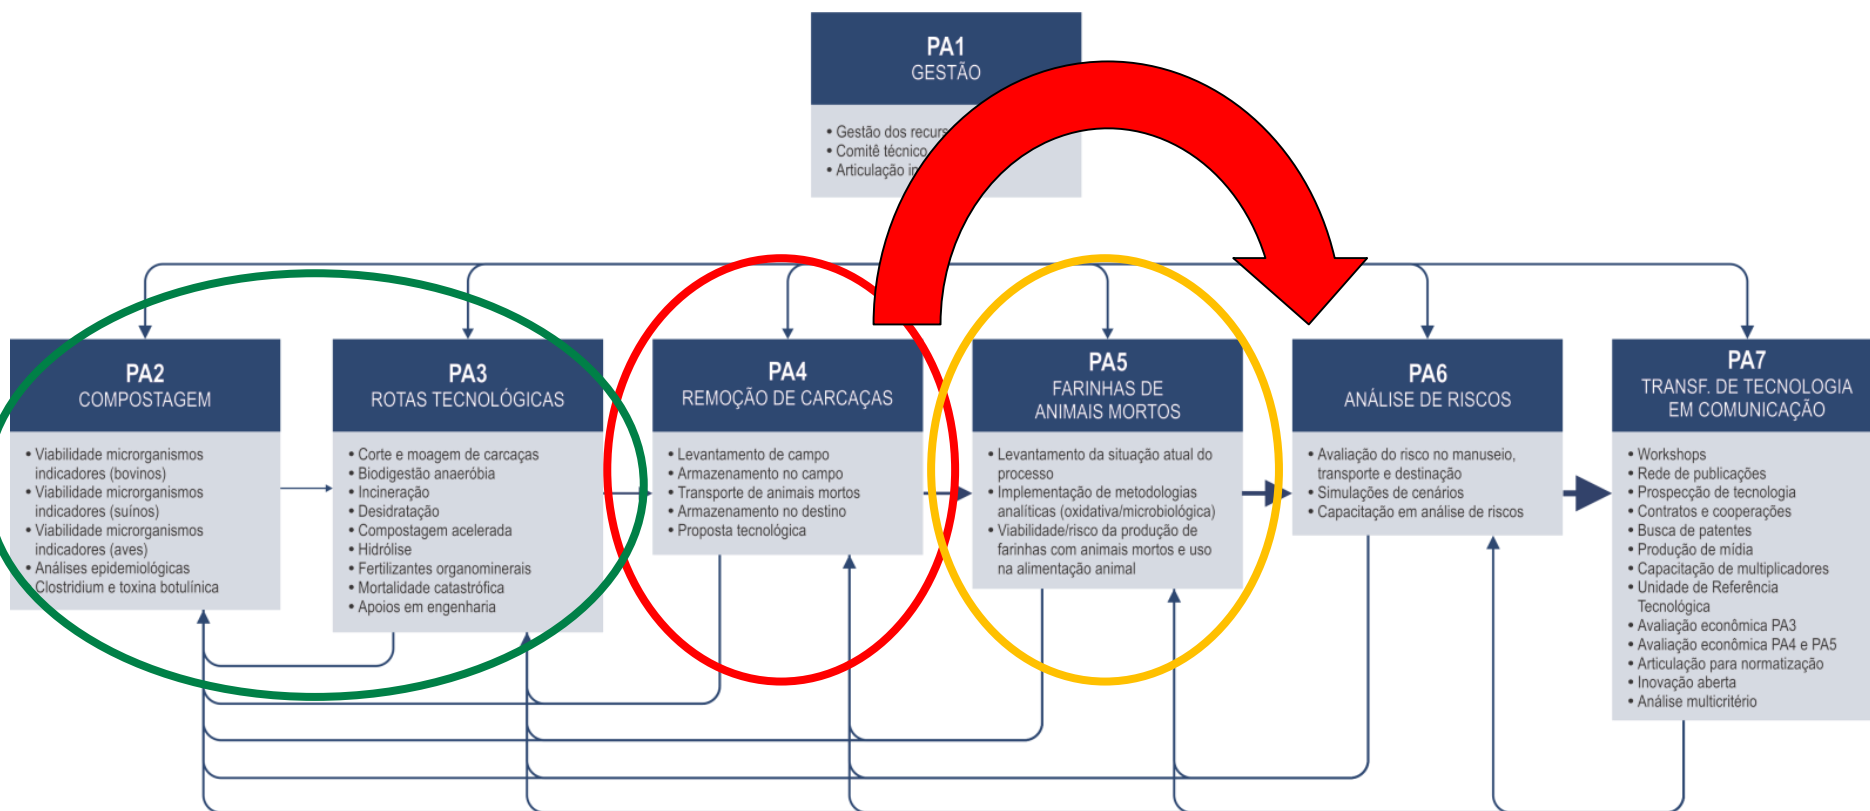 PA1
GESTÃO
• Gestão dos
• Comitê técnico
• Articulação
PA2
COMPOSTAGEM
• Viabilidade microrganismos
indicadores (bovinos)
• Viabilidade microrganismos
indicadores (suínos)
• Viabilidade microrganismos
indicadores (aves)
• Análises epidemiológicas
Clostridium e toxina botulínica
PA3
ROTAS TECNOLÓGICAS
• Corte e moagem de carcaças
• Biodigestão anaeróbia
• Incineração
• Desidratação
• Compostagem acelerada
• Hidrólise
• Fertilizantes organominerais
• Mortalidade catastrófica
• Apoios em engenharia
PA4
REMOÇÃO DE CARCAÇAS
• Levantamento de campo
• Armazenamento no campo
• Transporte de animais mortos
• Armazenamento no destino
• Proposta tecnológica
PA5
FARINHAS DE
ANIMAIS MORTOS
• Levantamento da situação atual do
processo
• Implementação de metodologias
analíticas (oxidativa/microbiológica)
• Viabilidade/risco da produção de
farinhas com animais mortos e uso
na alimentação animal
PA6
ANÁLISE DE RISCOS
• Avaliação do risco no manuseio,
transporte e destinação
• Simulações de cenários
• Capacitação em análise de riscos
PA7
TRANSF. DE TECNOLOGIA
EM COMUNICAÇÃO
• Workshops
• Rede de publicações
• Prospecção de tecnologia
• Contratos e cooperações
• Busca de patentes
• Produção de mídia
• Capacitação de multiplicadores
• Unidade de Referência
Tecnológica
• Avaliação econômica PA3
• Avaliação econômica PA4 e PA5
• Articulação para normatização
• Inovação aberta
• Análise multicritério